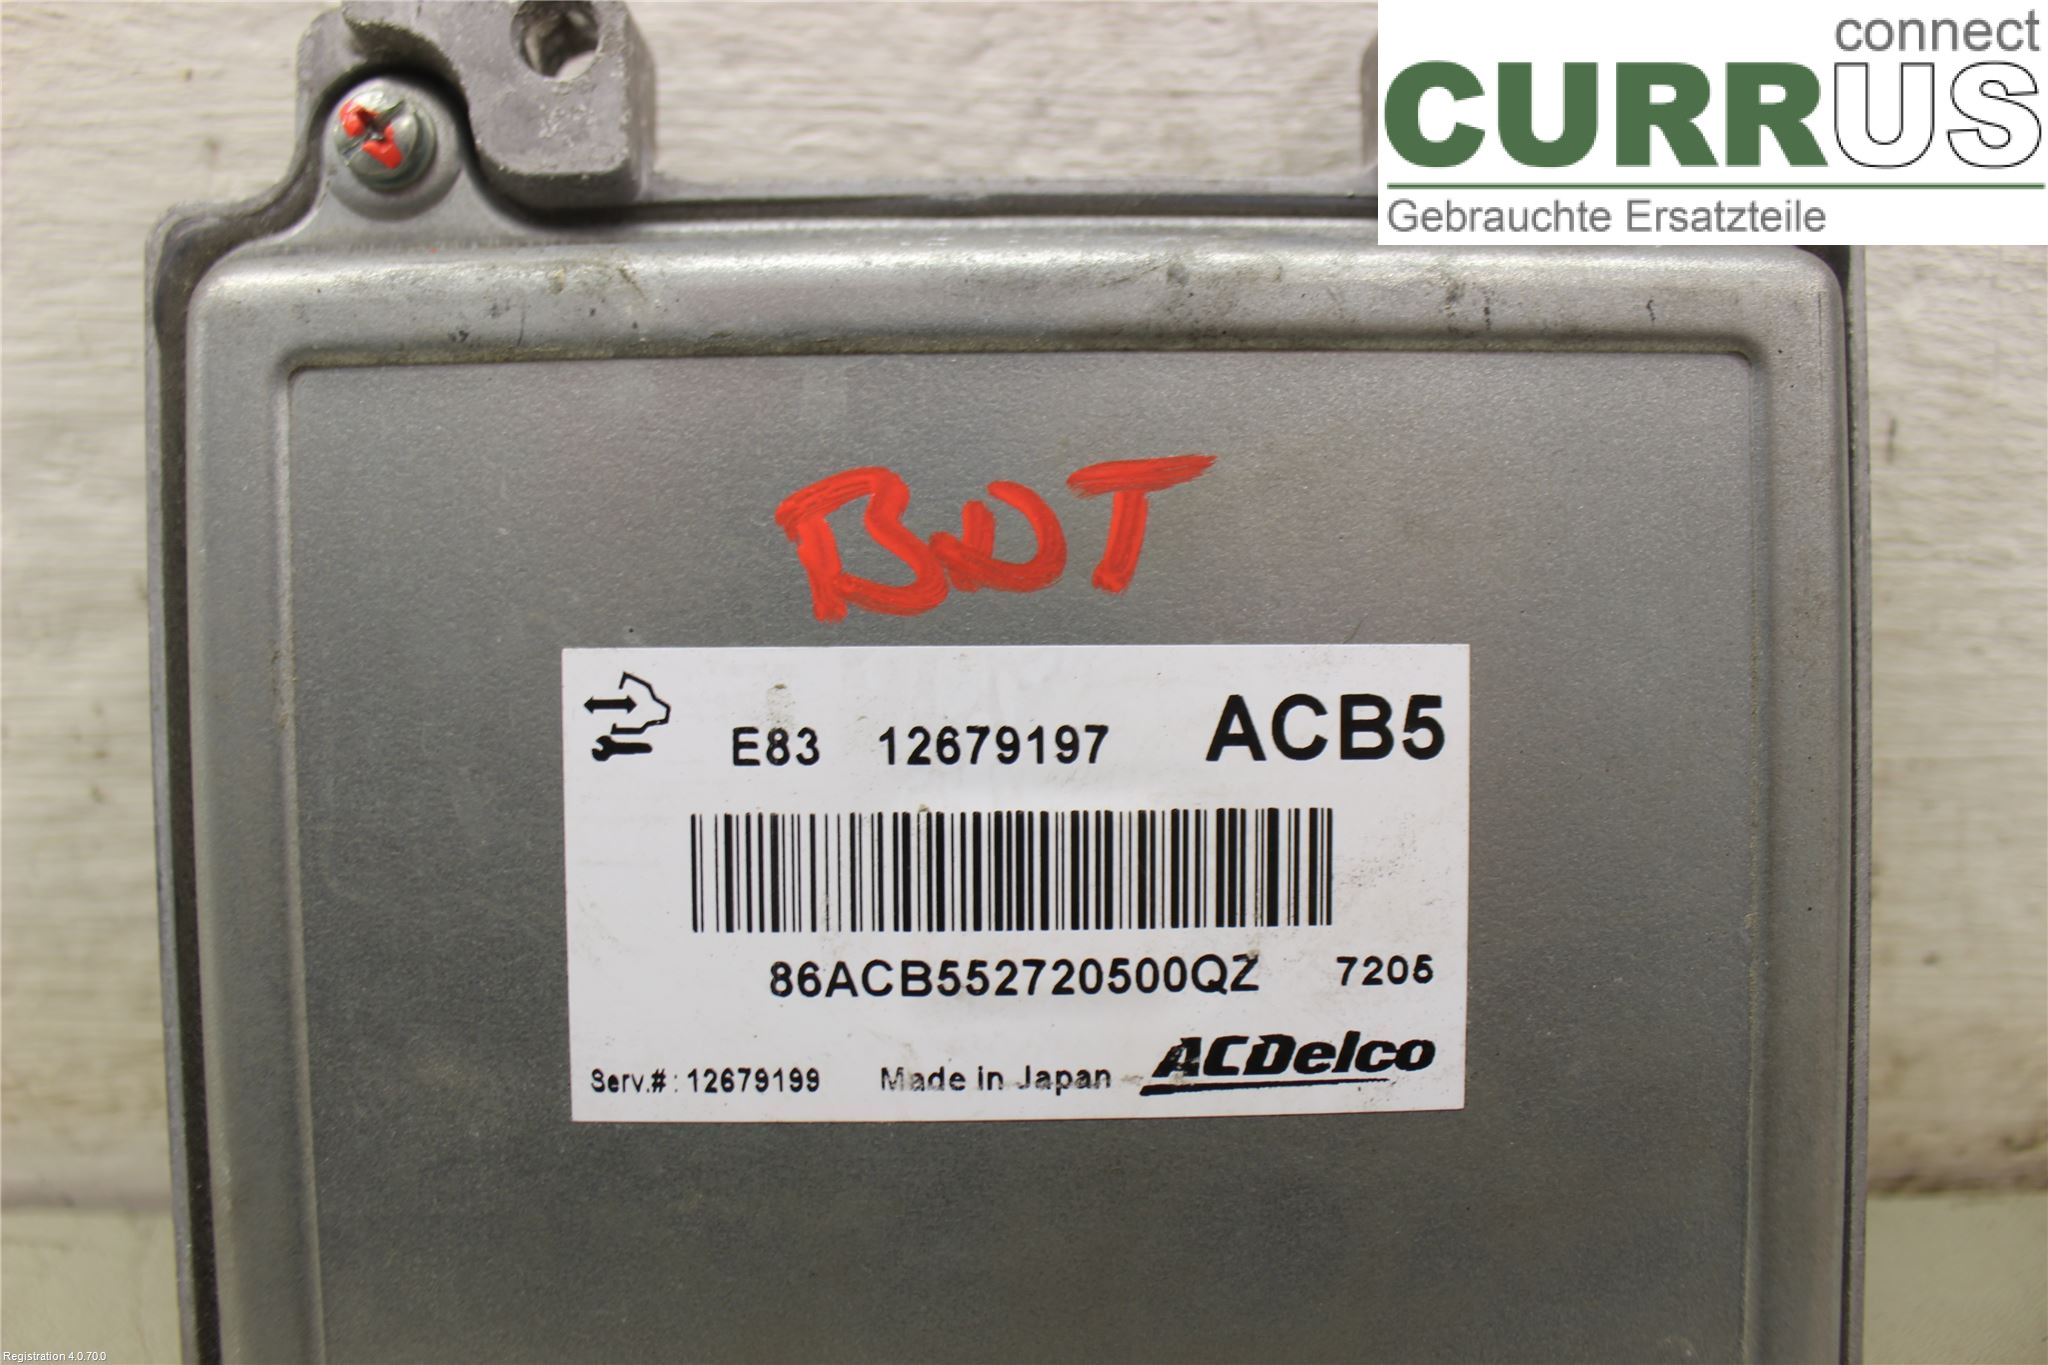 connect
CURRUS
Gebrauchte Ersatzteile
BUT
E83 12679197 ACB5
86ACB552720500QZ 7205
Serv.#: 12679199 Made in Japan ACDelco
Registration 4.0.70.0